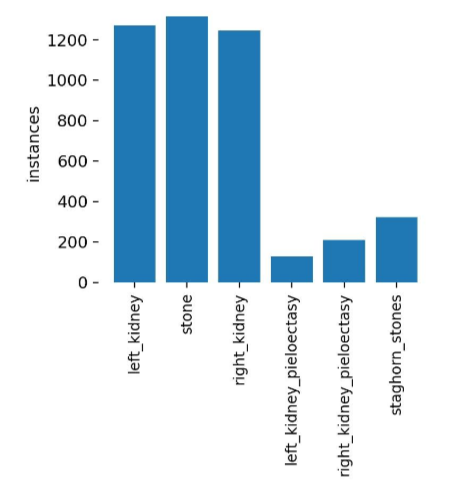 1200
1000
800
600
400
200
0
instances
left_kidney
stone
right_kidney
left_kidney_pieloectasy
right_kidney_pieloectasy
staghorn_stones